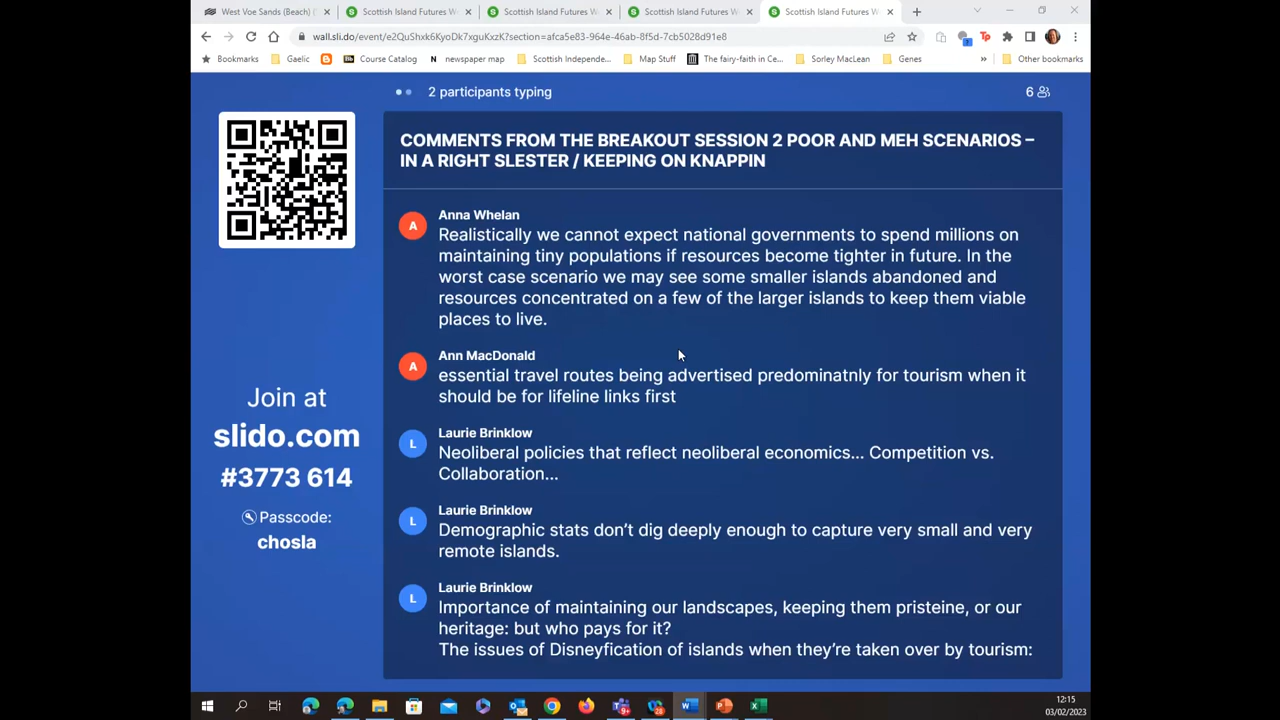 West Voe Sands (Beach)
Scottish Island Futures W
Scottish Island Futures W
Scottish Island Futures W
Scottish Island Futures W
wall.sli.do/event/e2QuShxk6KyoDk7xguKxzK?section=afca5e83-964e-46ab-8f5d-7cb5028d91e8
Bookmarks
Gaelic
Course Catalog
newspaper map
Scottish Independe...
Map Stuff
The fairy-faith in Ce...
Sorley MacLean
Genes
Other bookmarks
2 participants typing
6
COMMENTS FROM THE BREAKOUT SESSION 2 POOR AND MEH SCENARIOS –
IN A RIGHT SLESTER / KEEPING ON KNAPPIN
A
Anna Whelan
Realistically we cannot expect national governments to spend millions on
maintaining tiny populations if resources become tighter in future. In the
worst case scenario we may see some smaller islands abandoned and
resources concentrated on a few of the larger islands to keep them viable
places to live.
A
Ann MacDonald
essential travel routes being advertised predominatnly for tourism when it
should be for lifeline links first
L
Laurie Brinklow
Neoliberal policies that reflect neoliberal economics... Competition vs.
Collaboration...
L
Laurie Brinklow
Demographic stats don't dig deeply enough to capture very small and very
remote islands.
L
Laurie Brinklow
Importance of maintaining our landscapes, keeping them pristeine, or our
heritage: but who pays for it?
The issues of Disneyfication of islands when they're taken over by tourism:
Join at
slido.com
#3773 614
Passcode:
chosla
12:15
03/02/2023